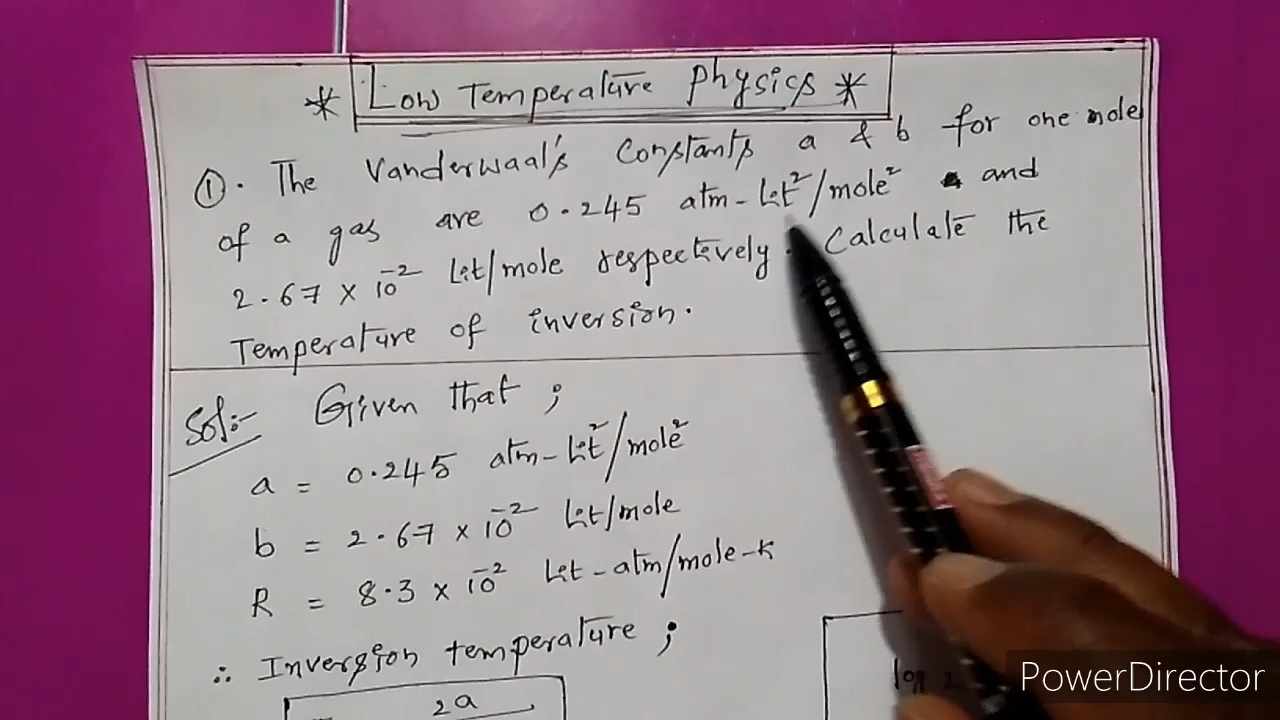 * Low Temperature Physics *
①. The Vanderwaal's Constants a & b for one mole
of a gas are 0.245 atm-Lit²/mole² and
2.67 × 10⁻² Lit/mole respectively. Calculate the
Temperature of inversion.
Sol:- Given that ;
a = 0.245 atm-Lit²/mole²
b = 2.67 × 10⁻² Lit/mole
R = 8.3 × 10⁻² Lit-atm/mole-K
∴ Inversion temperature ;
2a
PowerDirector